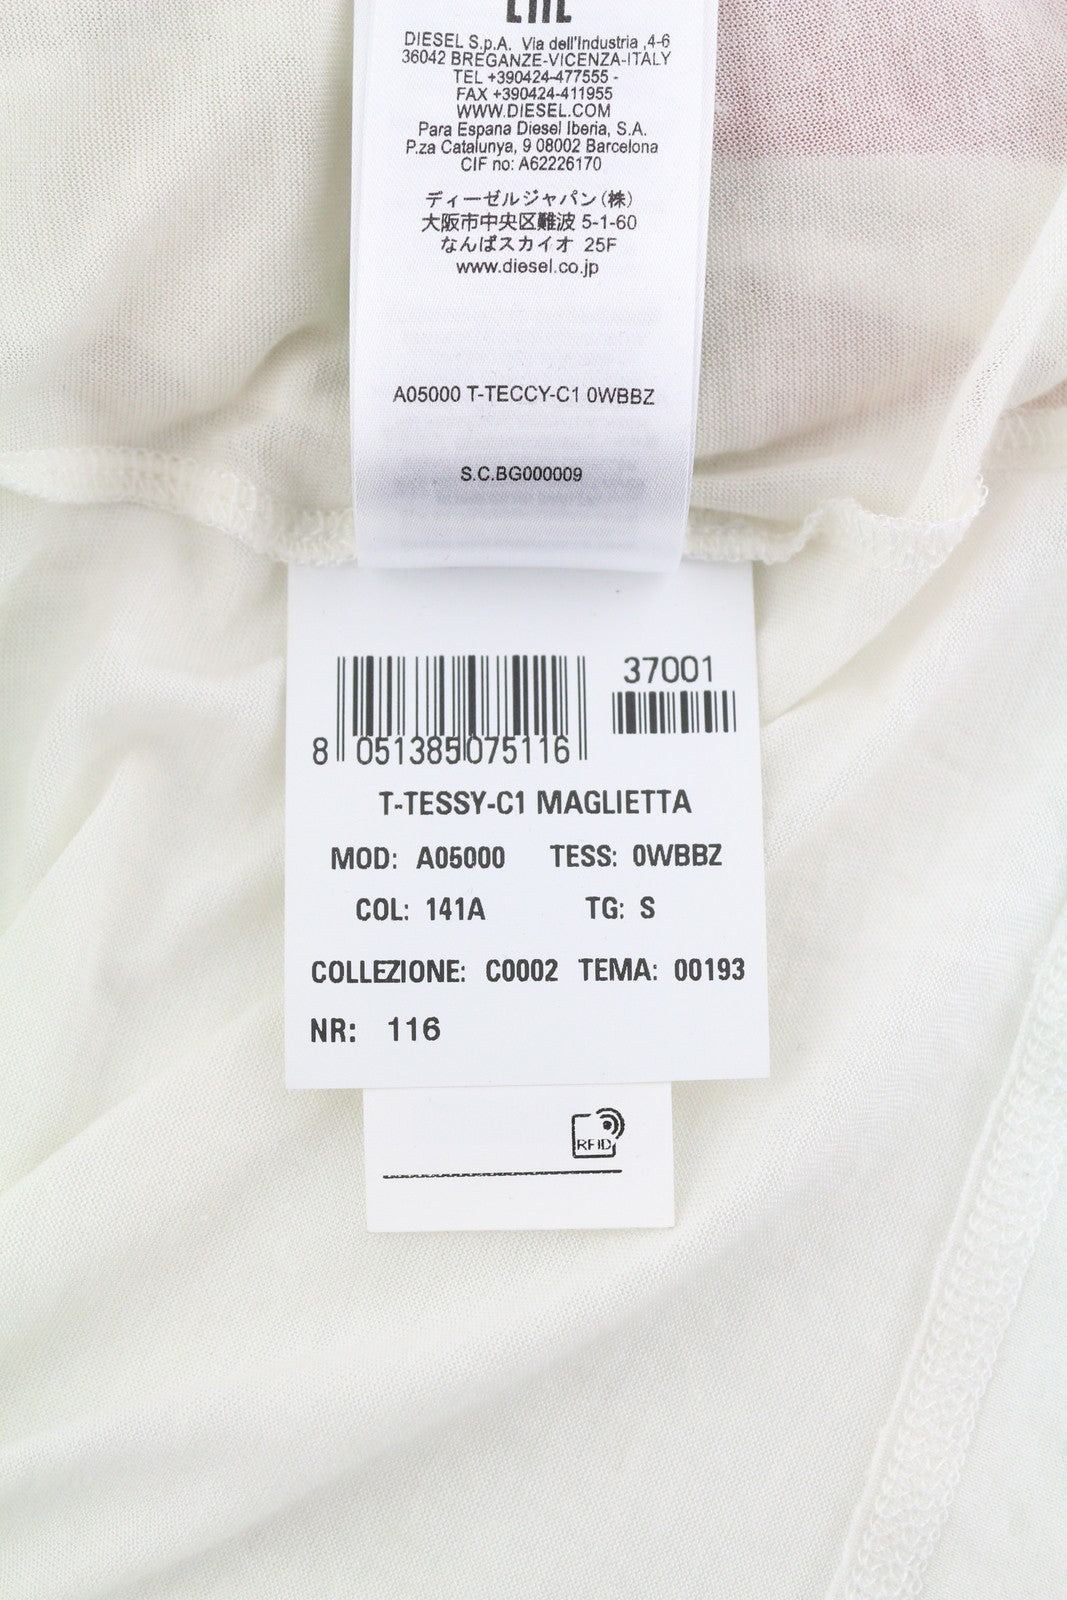 EAC
DIESEL S.p.A. Via dell'Industria ,4-6
36042 BREGANZE-VICENZA-ITALY
TEL +390424-477555 -
FAX +390424-411955
WWW.DIESEL.COM
Para Espana Diesel Iberia, S.A.
P.za Catalunya, 9 08002 Barcelona
CIF no: A62226170
ディーゼルジャパン(株)
大阪市中央区難波 5-1-60
なんばスカイオ 25F
www.diesel.co.jp
A05000 T-TECCY-C1 0WBBZ
S.C.BG000009
37001
8 051385 075116
T-TESSY-C1 MAGLIETTA
MOD: A05000 TESS: 0WBBZ
COL: 141A TG: S
COLLEZIONE: C0002 TEMA: 00193
NR: 116
RFID